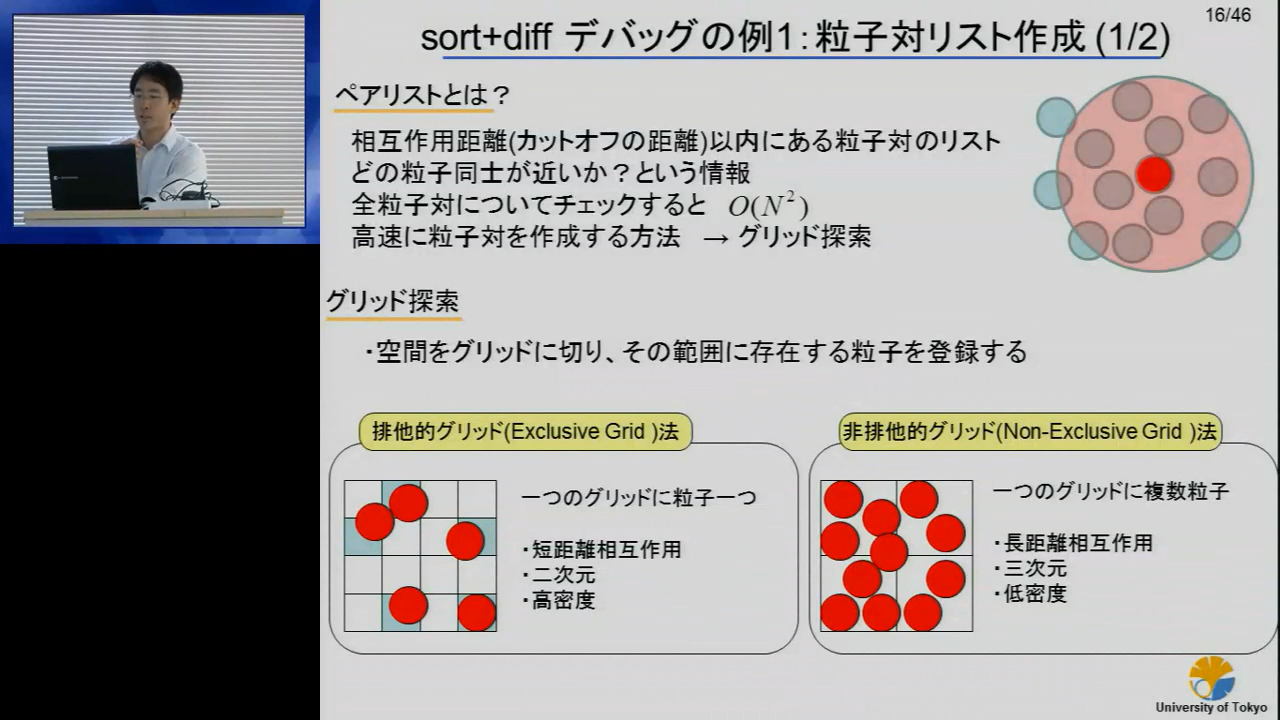 16/46
sort+diff デバッグの例1：粒子対リスト作成 (1/2)
ペアリストとは？
相互作用距離(カットオフの距離)以内にある粒子対のリスト
どの粒子同士が近いか？という情報
全粒子対についてチェックすると O(N²)
高速に粒子対を作成する方法 → グリッド探索
グリッド探索
・空間をグリッドに切り、その範囲に存在する粒子を登録する
排他的グリッド(Exclusive Grid )法
一つのグリッドに粒子一つ
・短距離相互作用
・二次元
・高密度
非排他的グリッド(Non-Exclusive Grid )法
一つのグリッドに複数粒子
・長距離相互作用
・三次元
・低密度
University of Tokyo